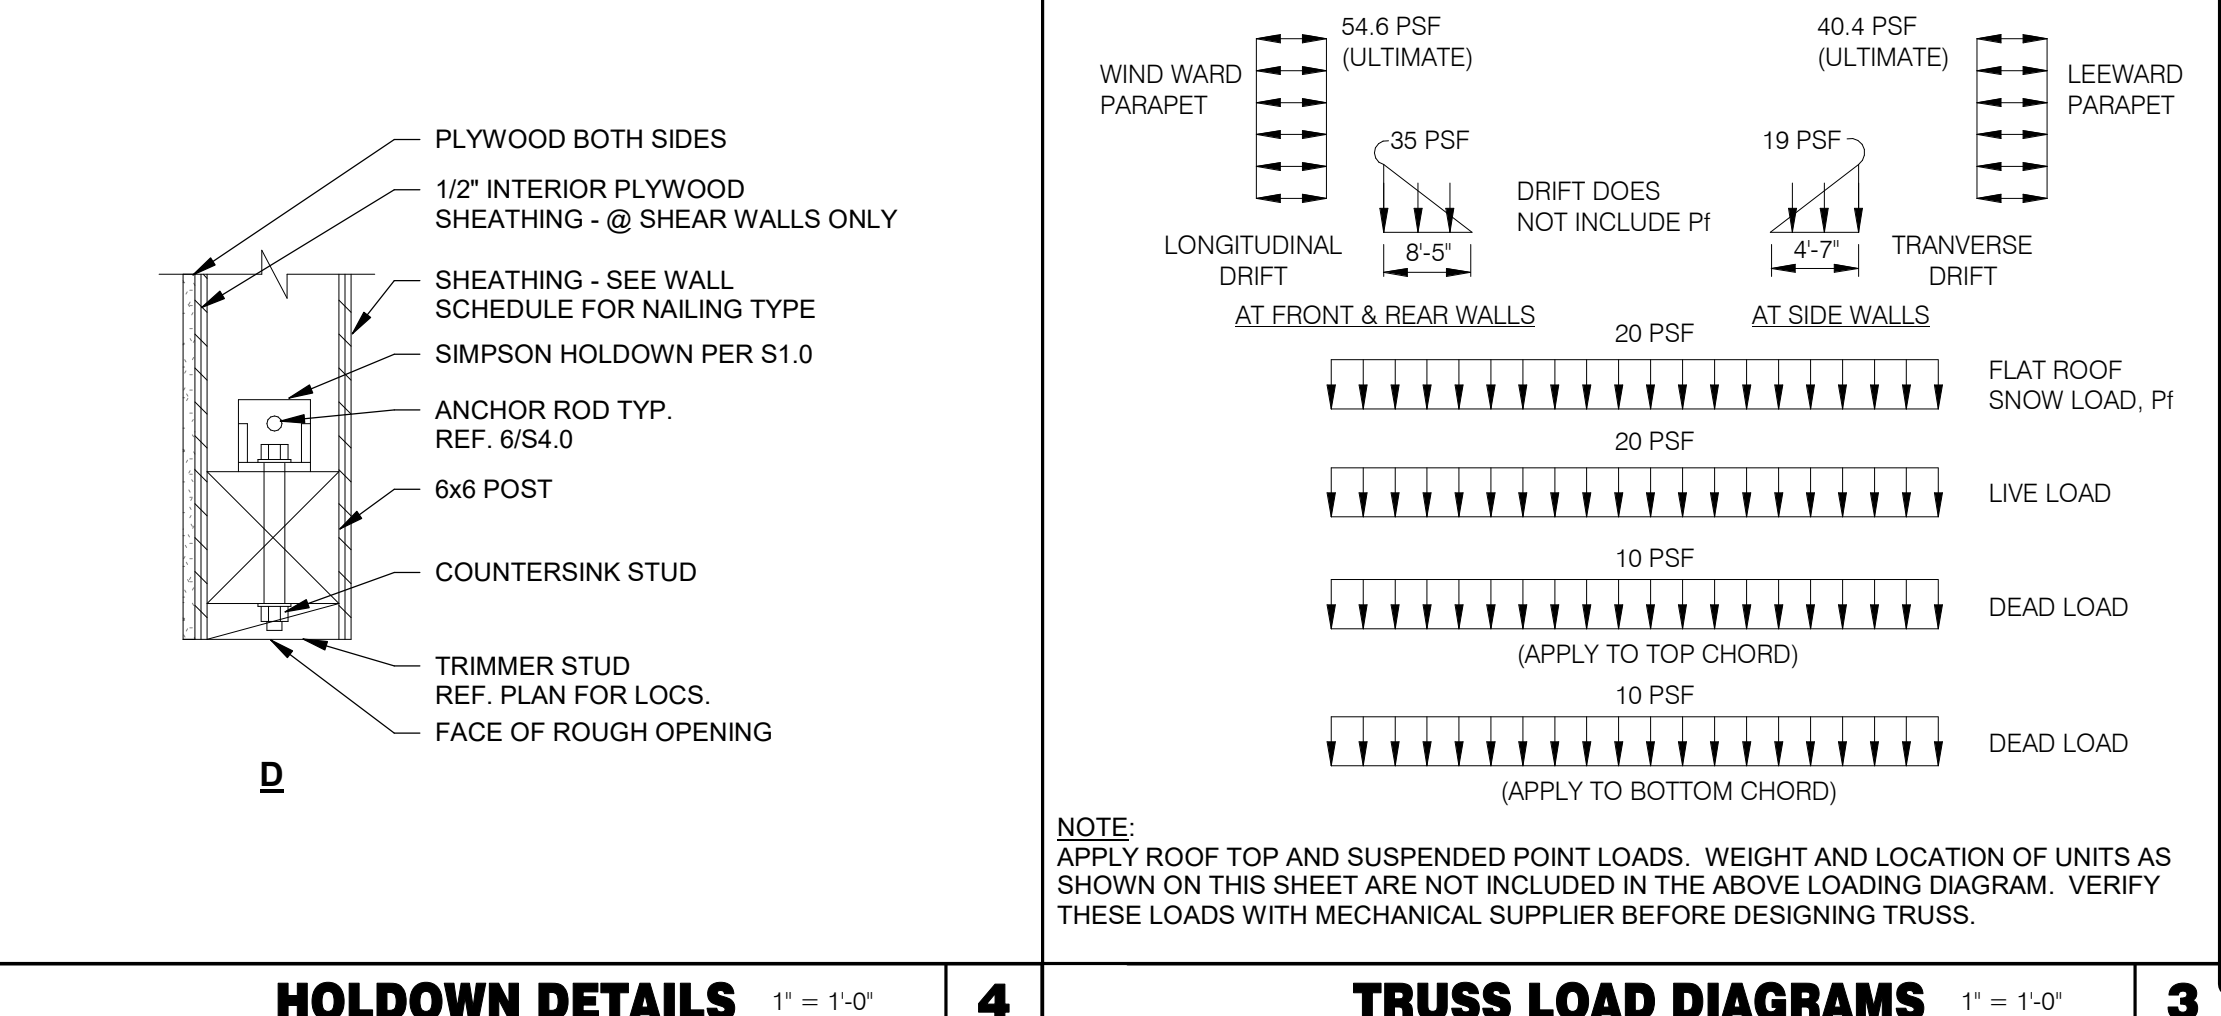 PLYWOOD BOTH SIDES
1/2" INTERIOR PLYWOOD
SHEATHING - @ SHEAR WALLS ONLY
SHEATHING - SEE WALL
SCHEDULE FOR NAILING TYPE
SIMPSON HOLDOWN PER S1.0
ANCHOR ROD TYP.
REF. 6/S4.0
6x6 POST
COUNTERSINK STUD
TRIMMER STUD
REF. PLAN FOR LOCS.
FACE OF ROUGH OPENING
D
HOLDOWN DETAILS 1" = 1'-0" 4
54.6 PSF
(ULTIMATE)
WIND WARD
PARAPET
40.4 PSF
(ULTIMATE)
LEEWARD
PARAPET
35 PSF
19 PSF
DRIFT DOES
NOT INCLUDE Pf
LONGITUDINAL
DRIFT
8'-5"
4'-7"
TRANVERSE
DRIFT
AT FRONT & REAR WALLS
AT SIDE WALLS
20 PSF
FLAT ROOF
SNOW LOAD, Pf
20 PSF
LIVE LOAD
10 PSF
DEAD LOAD
(APPLY TO TOP CHORD)
10 PSF
DEAD LOAD
(APPLY TO BOTTOM CHORD)
NOTE:
APPLY ROOF TOP AND SUSPENDED POINT LOADS. WEIGHT AND LOCATION OF UNITS AS
SHOWN ON THIS SHEET ARE NOT INCLUDED IN THE ABOVE LOADING DIAGRAM. VERIFY
THESE LOADS WITH MECHANICAL SUPPLIER BEFORE DESIGNING TRUSS.
TRUSS LOAD DIAGRAMS 1" = 1'-0" 3